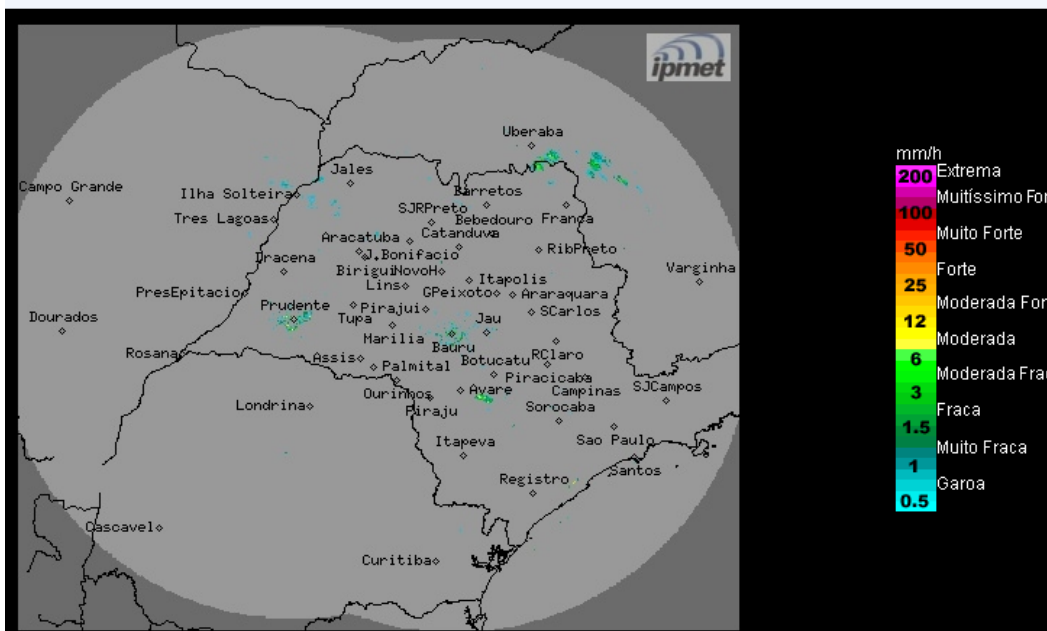 ipmet
Uberaba
Campo Grande
Jales
Ilha Solteira
Barretos
Tres Lagoas
SJRPreto
Bebedouro
Franca
Aracatuba
Catanduva
J.Bonifacio
RibPreto
Dracena
BiriguiNovoH
Itapolis
Varginha
PresEpitacio
Lins
GPeixoto
Araraquara
Prudente
Dourados
Tupa
Pirajui
Jau
SCarlos
Marilia
Bauru
Rosana
Assis
Palmital
Botucatu
RClaro
Piracicaba
Ourinhos
Avare
Campinas
SJCampos
Londrina
Piraju
Sorocaba
Itapeva
Sao Paulo
Registro
Santos
Cascavel
Curitiba
mm/h
200 Extrema
Muitíssimo For
100
Muito Forte
50
Forte
25
Moderada For
12
Moderada
6
Moderada Frac
3
Fraca
1.5
Muito Fraca
1
Garoa
0.5